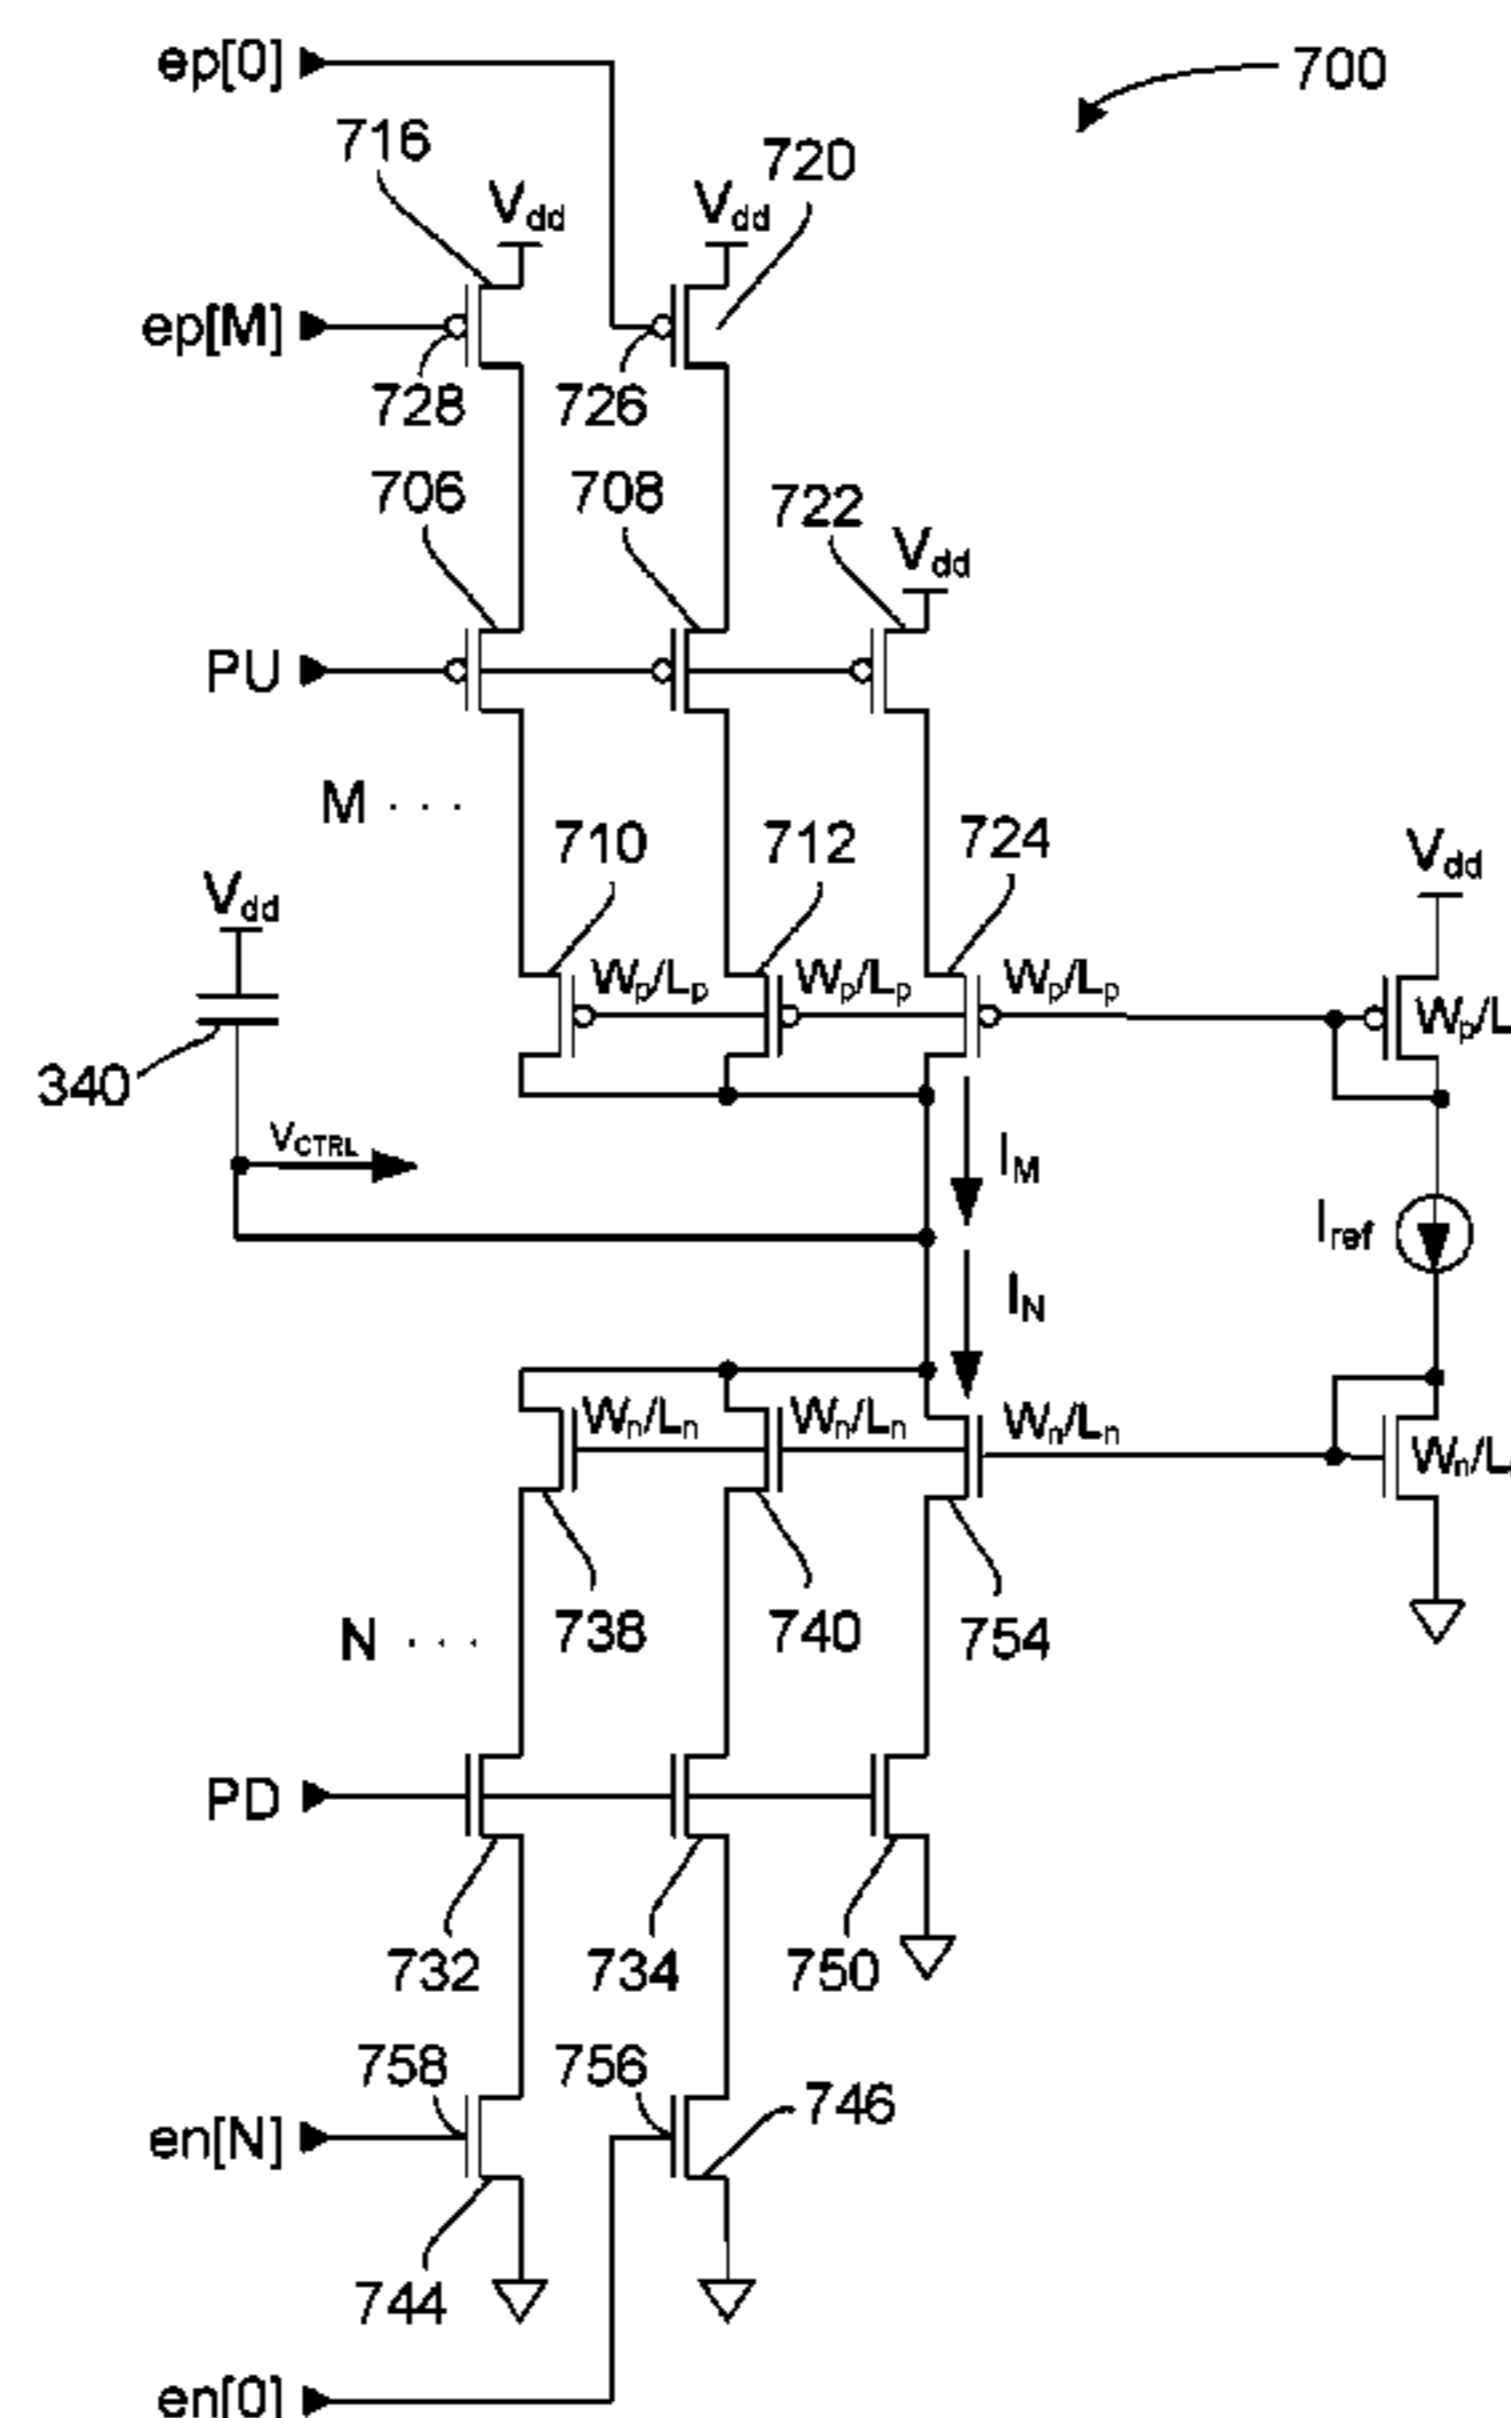 ep[0]
700
716
720
Vdd
Vdd
ep[M]
728
726
706
708
722
Vdd
PU
M . . .
710
712
724
Vdd
Vdd
Wp/Lp
Wp/Lp
Wp/Lp
Wp/L
340
VCTRL
IM
Iref
IN
Wn/Ln
Wn/Ln
Wn/Ln
Wn/L
N . . .
738
740
754
PD
732
734
750
758
756
746
en[N]
744
en[0]